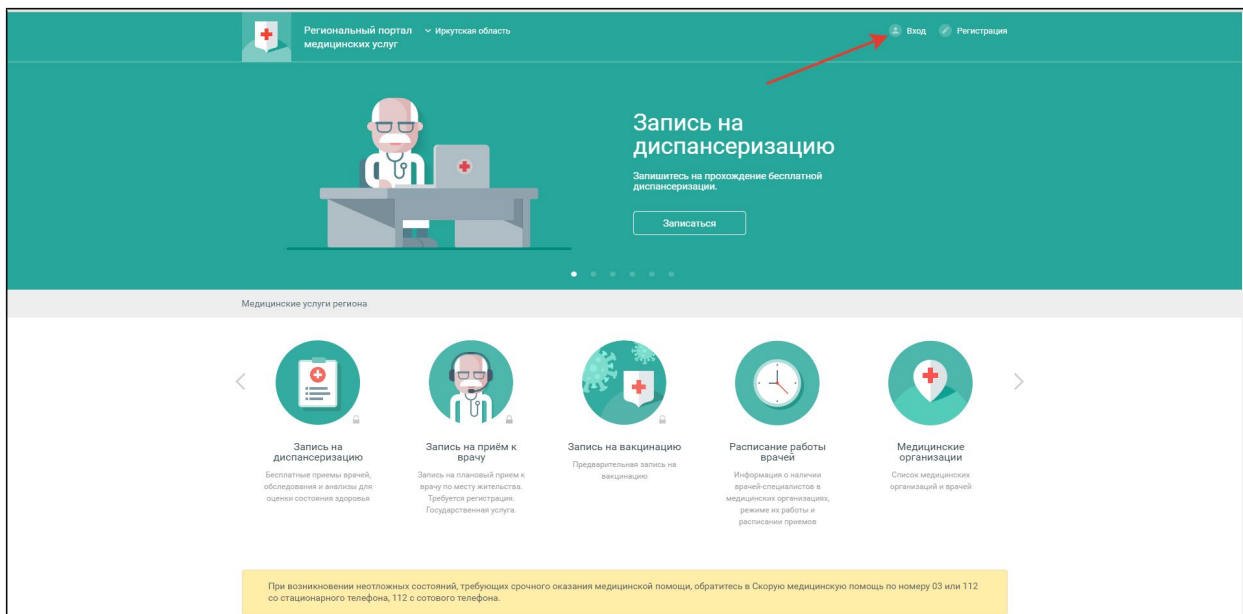 Региональный портал
медицинских услуг
Иркутская область
Вход
Регистрация
Запись на
диспансеризацию
Запишитесь на прохождение бесплатной
диспансеризации.
Записаться
Медицинские услуги региона
Запись на
диспансеризацию
Бесплатные приемы врачей,
обследования и анализы для
оценки состояния здоровья
Запись на приём к
врачу
Запись на плановый прием к
врачу по месту жительства.
Требуется регистрация.
Государственная услуга.
Запись на вакцинацию
Предварительная запись на
вакцинацию
Расписание работы
врачей
Информация о наличии
врачей-специалистов в
медицинских организациях,
режиме их работы и
расписании приемов
Медицинские
организации
Список медицинских
организаций и врачей
При возникновении неотложных состояний, требующих срочного оказания медицинской помощи, обратитесь в Скорую медицинскую помощь по номеру 03 или 112
со стационарного телефона, 112 с сотового телефона.